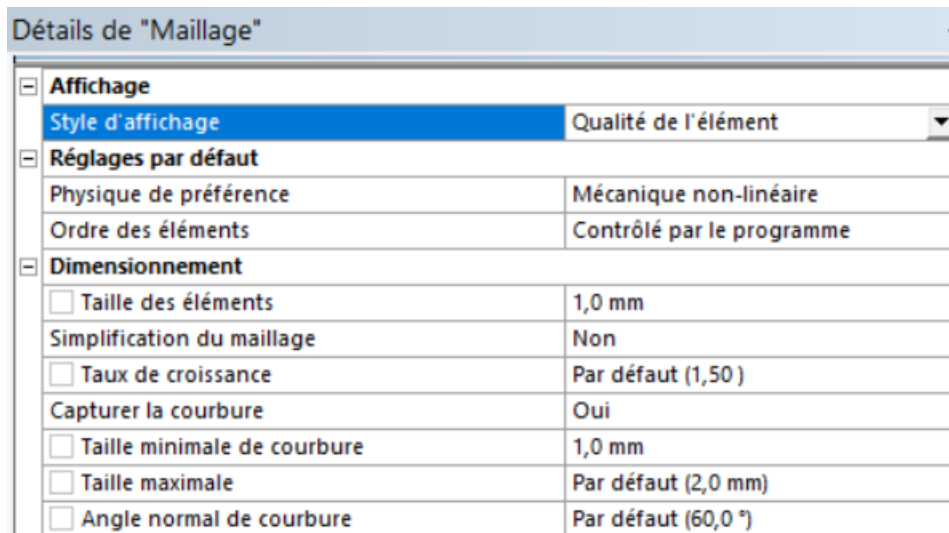 Détails de "Maillage"
Affichage
Style d'affichage Qualité de l'élément
Réglages par défaut
Physique de préférence Mécanique non-linéaire
Ordre des éléments Contrôlé par le programme
Dimensionnement
Taille des éléments 1,0 mm
Simplification du maillage Non
Taux de croissance Par défaut (1,50 )
Capturer la courbure Oui
Taille minimale de courbure 1,0 mm
Taille maximale Par défaut (2,0 mm)
Angle normal de courbure Par défaut (60,0 °)